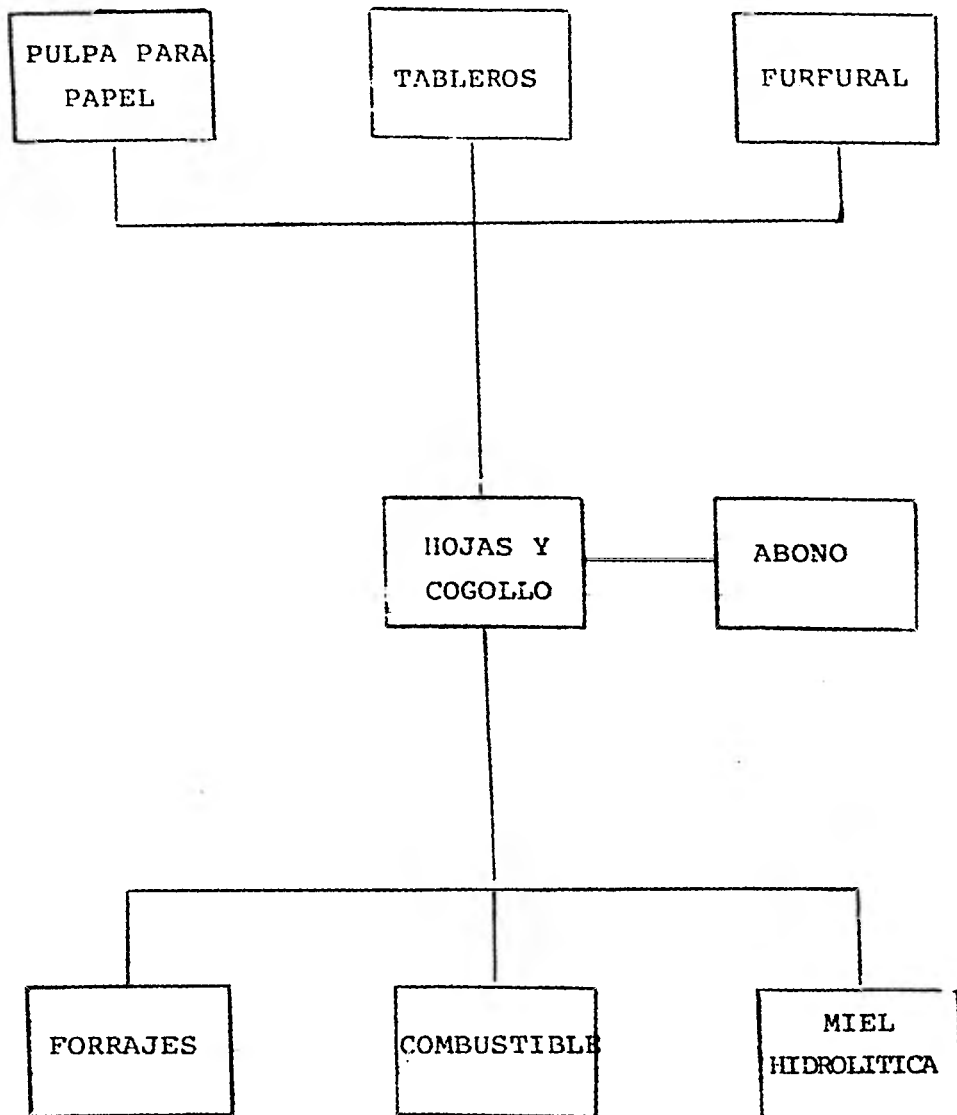 PULPA PARA
PAPEL
TABLEROS
FURFURAL
HOJAS Y
COGOLLO
ABONO
FORRAJES
COMBUSTIBLE
MIEL
HIDROLITICA